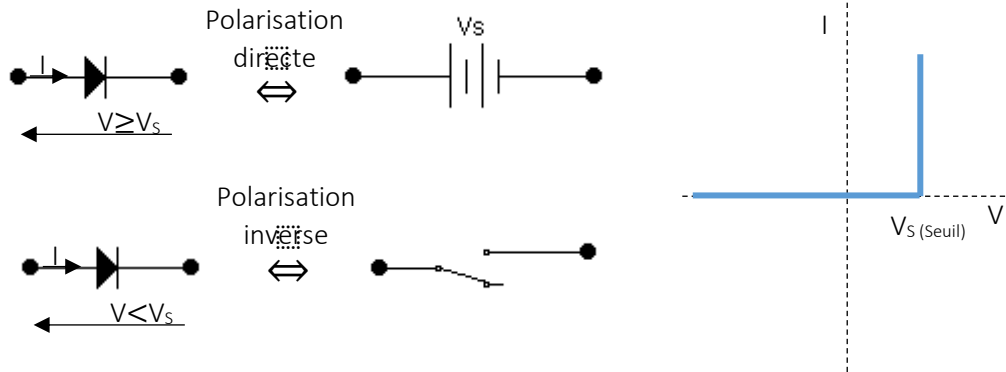 Polarisation
directe
I
V≥Vs
Vs
Polarisation
inverse
I
V<Vs
I
V
Vs (Seuil)